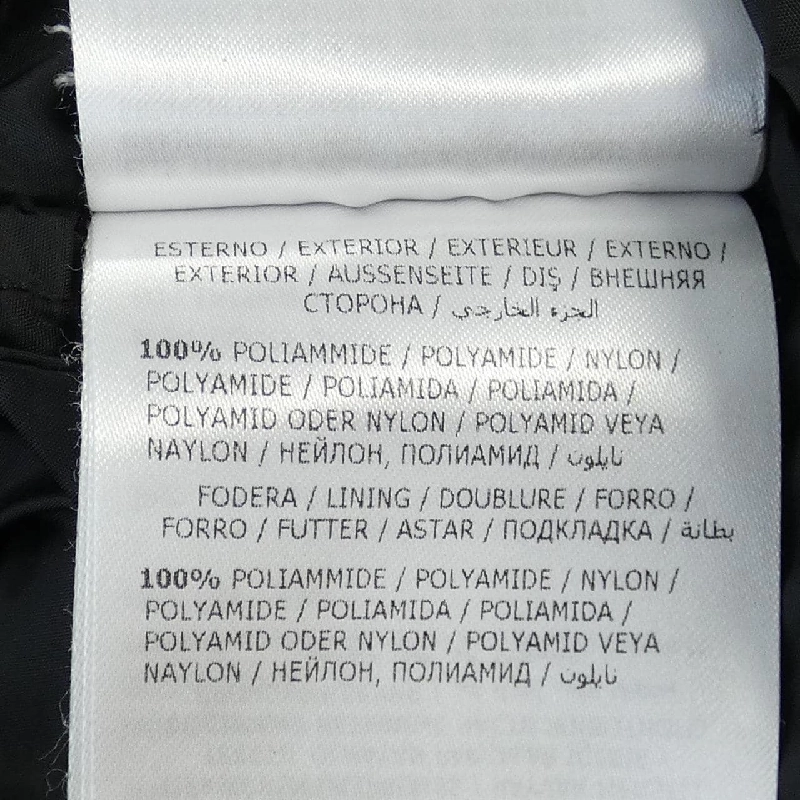 ESTERNO / EXTERIOR / EXTERIEUR / EXTERNO /
EXTERIOR / AUSSENSEITE / DIŞ / ВНЕШНЯЯ
СТОРОНА / الجزء الخارجي
100% POLIAMMIDE / POLYAMIDE / NYLON /
POLYAMIDE / POLIAMIDA / POLIAMIDA /
POLYAMID ODER NYLON / POLYAMID VEYA
NAYLON / НЕЙЛОН, ПОЛИАМИД / نايلون
FODERA / LINING / DOUBLURE / FORRO /
FORRO / FUTTER / ASTAR / ПОДКЛАДКА / بطانة
100% POLIAMMIDE / POLYAMIDE / NYLON /
POLYAMIDE / POLIAMIDA / POLIAMIDA /
POLYAMID ODER NYLON / POLYAMID VEYA
NAYLON / НЕЙЛОН, ПОЛИАМИД / نايلون